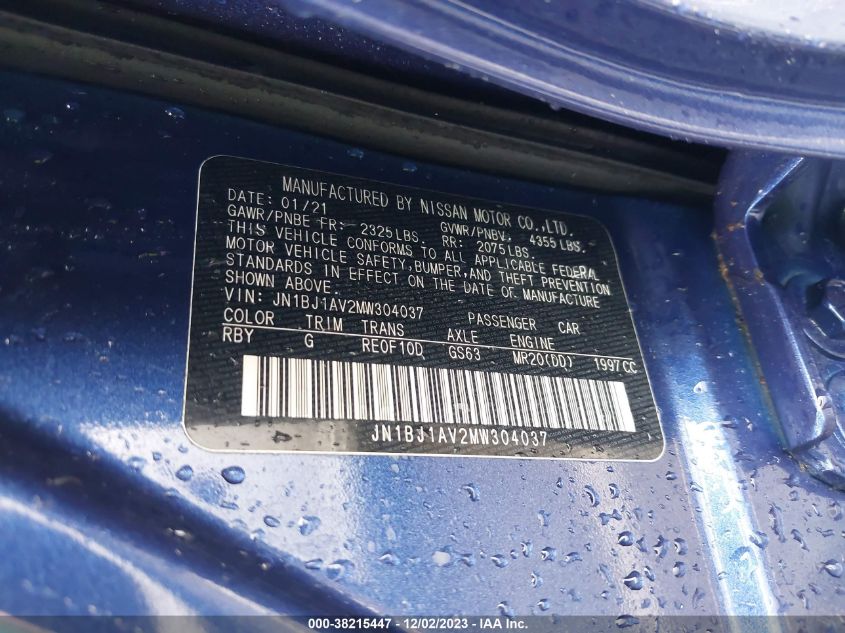 MANUFACTURED BY NISSAN MOTOR CO.,LTD.
DATE: 01/21 GVWR/PNBV. 4355 LBS.
GAWR/PNBE FR: 2325LBS. RR: 2075LBS.
THIS VEHICLE CONFORMS TO ALL APPLICABLE FEDERAL
MOTOR VEHICLE SAFETY,BUMPER,AND THEFT PREVENTION
STANDARDS IN EFFECT ON THE DATE OF MANUFACTURE
SHOWN ABOVE.
VIN: JN1BJ1AV2MW304037 PASSENGER CAR
COLOR TRIM TRANS AXLE ENGINE
RBY G REOF10D GS63 MR20(DD) 1997CC
JN1BJ1AV2MW304037
000-38215447 - 12/02/2023 - IAA Inc.